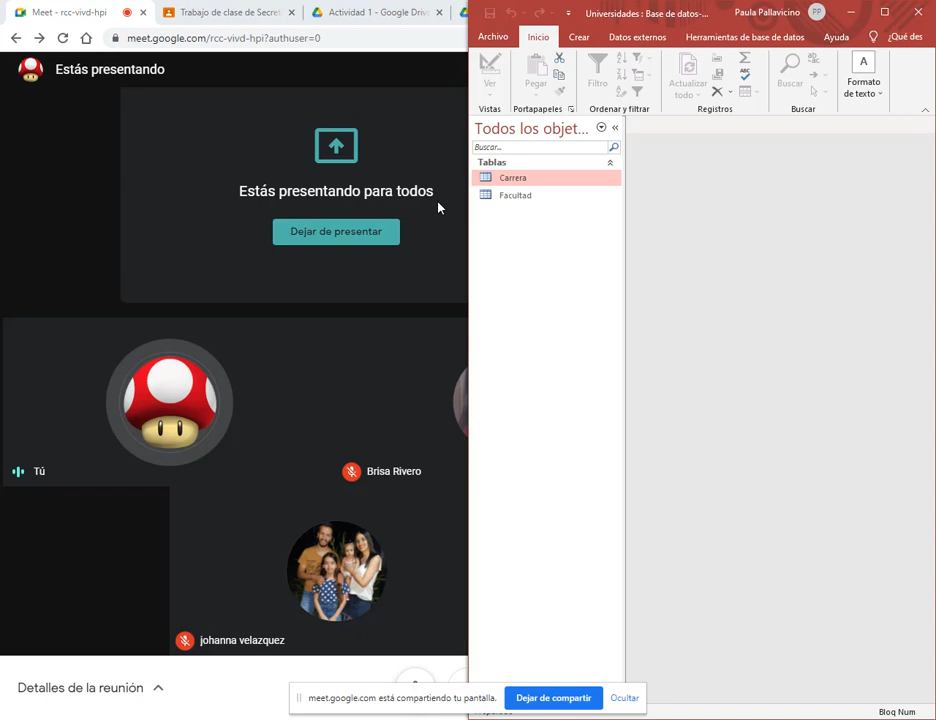 Meet - rcc-vivd-hpi
Trabajo de clase de Secre
Actividad 1 - Google Drive
meet.google.com/rcc-vivd-hpi?authuser=0
Estás presentando
Estás presentando para todos
Dejar de presentar
Tú
Brisa Rivero
johanna velazquez
Detalles de la reunión
meet.google.com está compartiendo tu pantalla.
Dejar de compartir
Ocultar
Universidades : Base de datos-...
Paula Pallavicino
PP
Archivo
Inicio
Crear
Datos externos
Herramientas de base de datos
Ayuda
¿Qué des
Ver
Pegar
Filtro
Actualizar
todo
Buscar
Formato
de texto
Vistas
Portapapeles
Ordenar y filtrar
Registros
Buscar
Todos los objet...
Buscar...
Tablas
Carrera
Facultad
Bloq Num